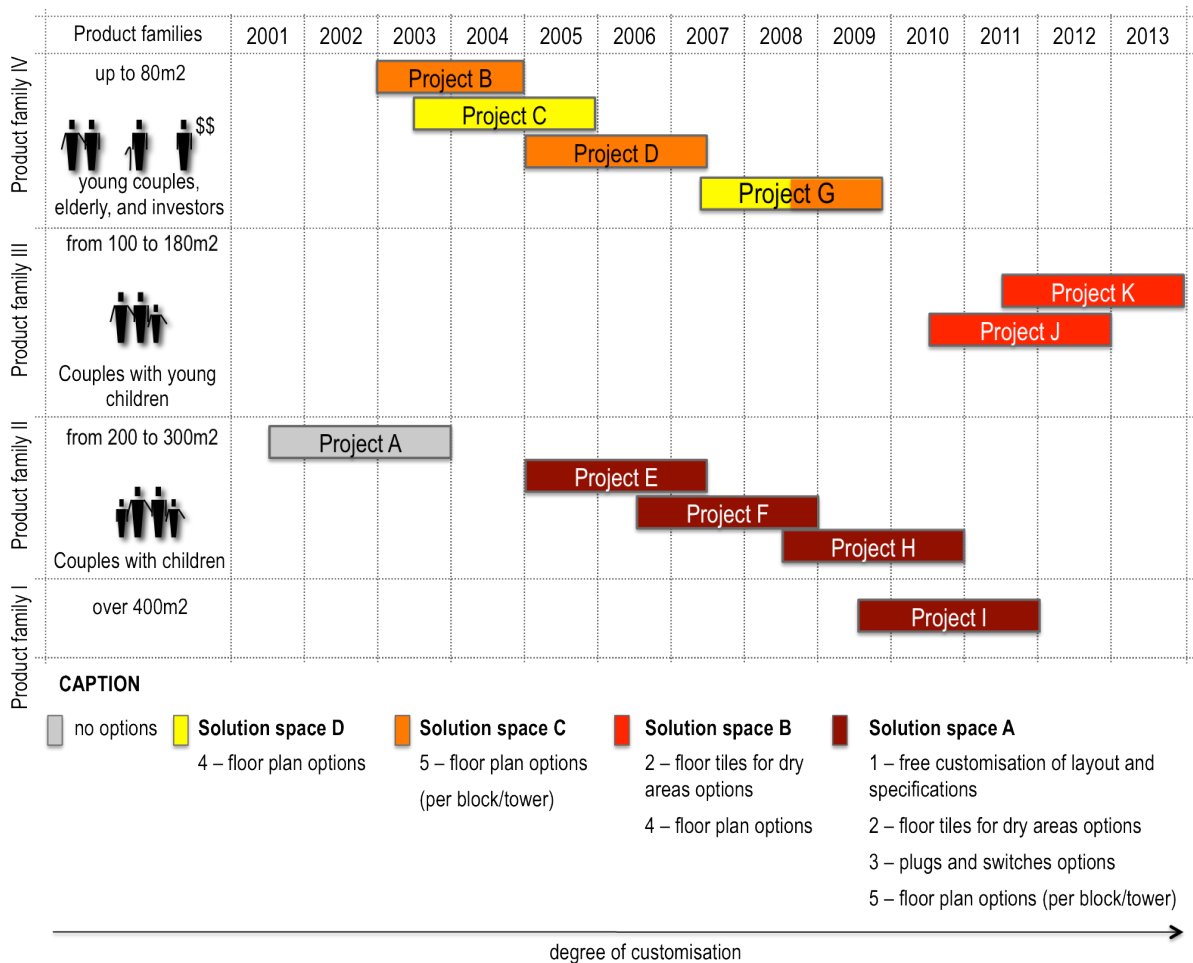 Product families 2001 2002 2003 2004 2005 2006 2007 2008 2009 2010 2011 2012 2013
Product family IV
up to 80m2
$$
young couples,
elderly, and investors
Project B
Project C
Project D
Project G
Product family III
from 100 to 180m2
Couples with young
children
Project K
Project J
Product family II
from 200 to 300m2
Couples with children
Project A
Project E
Project F
Project H
Product family I
over 400m2
Project I
CAPTION
no options
Solution space D
4 – floor plan options
Solution space C
5 – floor plan options
(per block/tower)
Solution space B
2 – floor tiles for dry
areas options
4 – floor plan options
Solution space A
1 – free customisation of layout and
specifications
2 – floor tiles for dry areas options
3 – plugs and switches options
5 – floor plan options (per block/tower)
degree of customisation